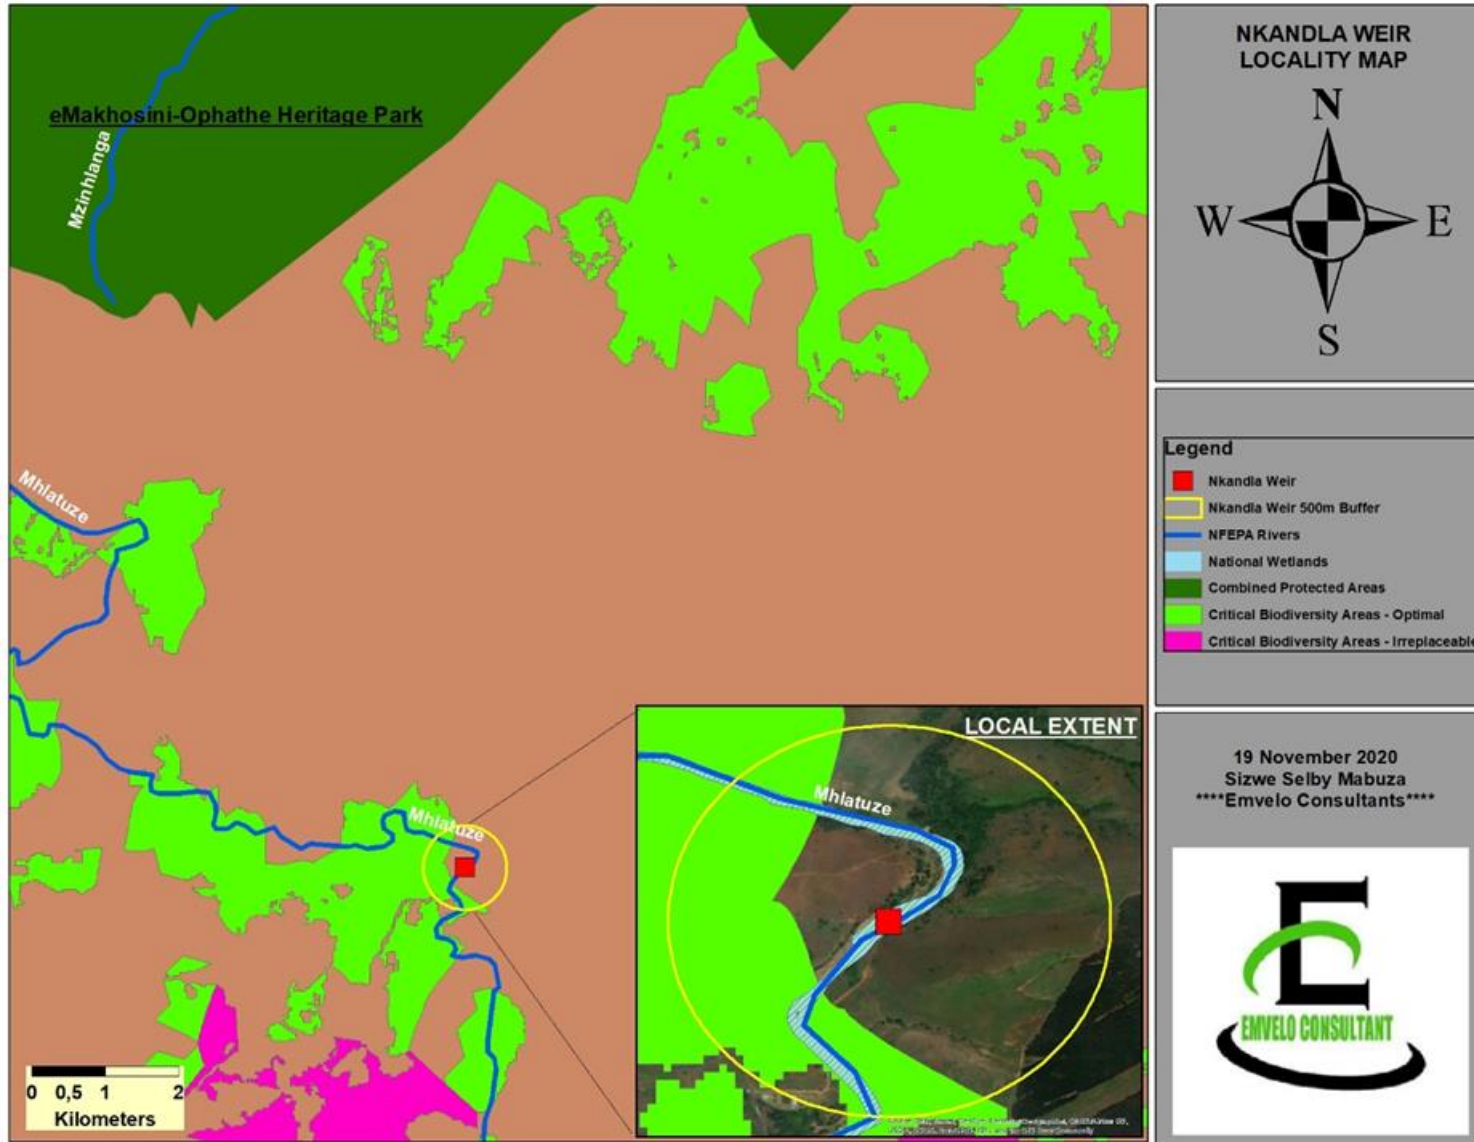 NKANDLA WEIR
LOCALITY MAP
N
W
E
S
eMakhosini-Ophathe Heritage Park
Mzinhlanga
Mhlatuze
Mhlatuze
LOCAL EXTENT
Mhlatuze
Legend
Nkandla Weir
Nkandla Weir 500m Buffer
NFEPA Rivers
National Wetlands
Combined Protected Areas
Critical Biodiversity Areas - Optimal
Critical Biodiversity Areas - Irreplaceable
19 November 2020
Sizwe Selby Mabuza
****Emvelo Consultants****
E
EMVELO CONSULTANT
0 0,5 1 2
Kilometers